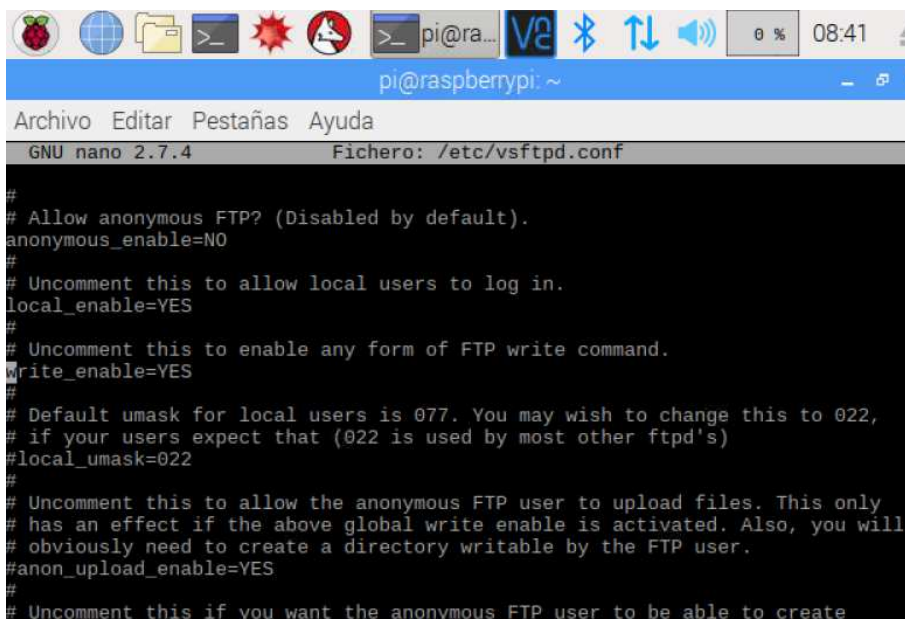 >_ >_ pi@ra... V2 0 % 08:41
pi@raspberrypi: ~
Archivo Editar Pestañas Ayuda
GNU nano 2.7.4 Fichero: /etc/vsftpd.conf
#
# Allow anonymous FTP? (Disabled by default).
anonymous_enable=NO
#
# Uncomment this to allow local users to log in.
local_enable=YES
#
# Uncomment this to enable any form of FTP write command.
write_enable=YES
#
# Default umask for local users is 077. You may wish to change this to 022,
# if your users expect that (022 is used by most other ftpd's)
#local_umask=022
#
# Uncomment this to allow the anonymous FTP user to upload files. This only
# has an effect if the above global write enable is activated. Also, you will
# obviously need to create a directory writable by the FTP user.
#anon_upload_enable=YES
#
# Uncomment this if you want the anonymous FTP user to be able to create